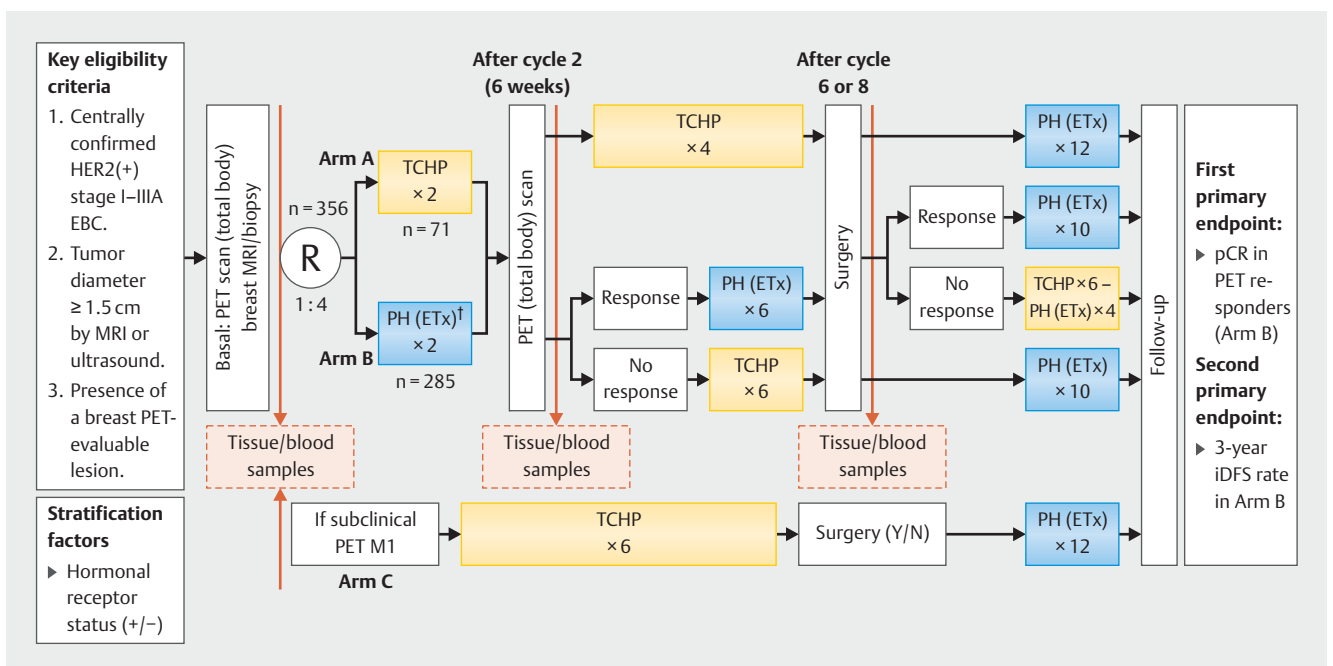 Key eligibility
criteria
1. Centrally
confirmed
HER2(+)
stage I–IIIA
EBC.
2. Tumor
diameter
≥ 1.5 cm
by MRI or
ultrasound.
3. Presence of
a breast PET-
evaluable
lesion.
Stratification
factors
▶ Hormonal
receptor
status (+/−)
Basal: PET scan (total body)
breast MRI/biopsy
n = 356
R
1 : 4
Arm A
TCHP
× 2
n = 71
PH (ETx)†
× 2
Arm B
n = 285
After cycle 2
(6 weeks)
PET (total body) scan
TCHP
× 4
Response
PH (ETx)
× 6
No
response
TCHP
× 6
After cycle
6 or 8
Surgery
PH (ETx)
× 12
Response
PH (ETx)
× 10
No
response
TCHP × 6 –
PH (ETx) × 4
PH (ETx)
× 10
Tissue/blood
samples
Tissue/blood
samples
Tissue/blood
samples
If subclinical
PET M1
Arm C
TCHP
× 6
Surgery (Y/N)
PH (ETx)
× 12
Follow-up
First
primary
endpoint:
▶ pCR in
PET re-
sponders
(Arm B)
Second
primary
endpoint:
▶ 3-year
iDFS rate
in Arm B